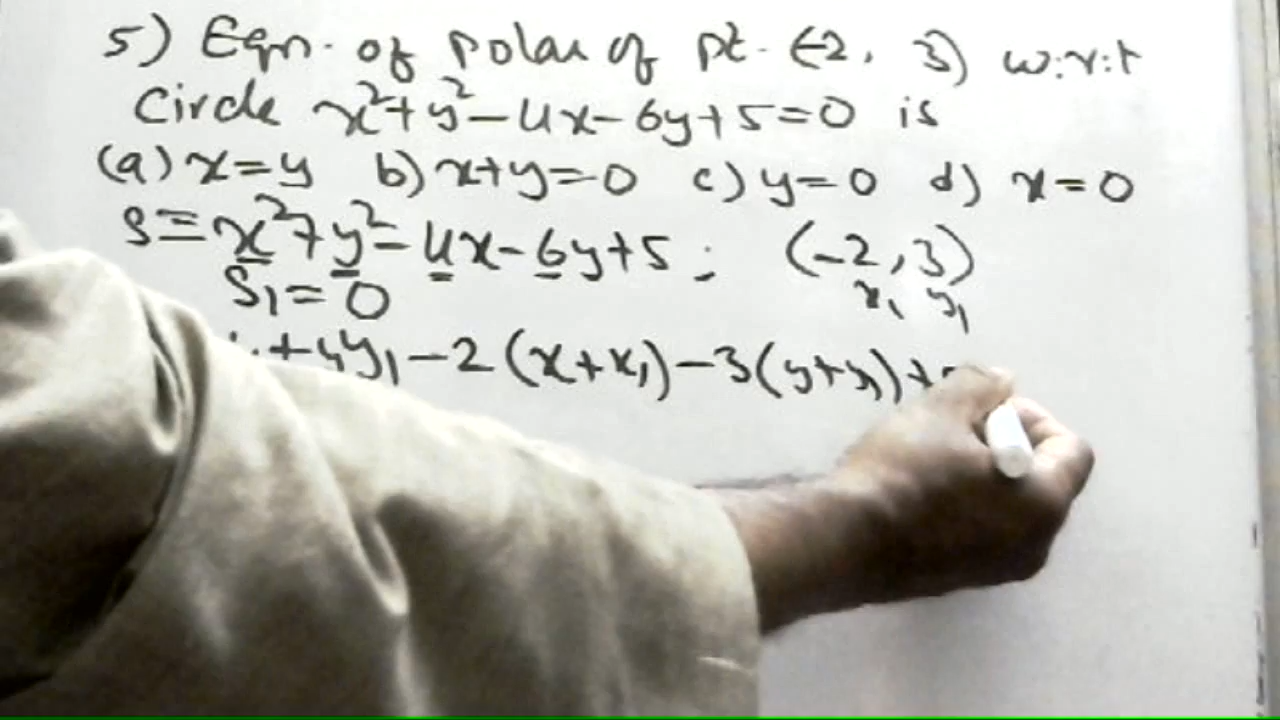 5) Eqn. of polar of pt. (-2, 3) w.r.t
Circle x²+y²-4x-6y+5=0 is
(a) x=y b) x+y=0 c) y=0 d) x=0
S≡x²+y²-4x-6y+5; (-2,3)
S₁=0 x₁ y₁
+yy₁-2(x+x₁)-3(y+y₁)+